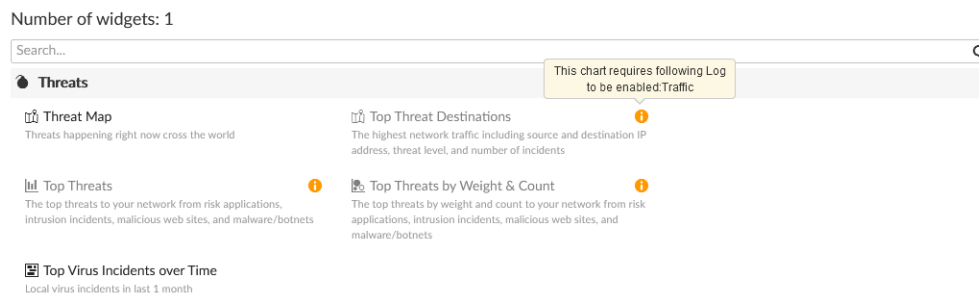 Number of widgets: 1
Search...
This chart requires following Log
to be enabled:Traffic
Threats
Threat Map
Threats happening right now cross the world
Top Threat Destinations
The highest network traffic including source and destination IP
address, threat level, and number of incidents
Top Threats
The top threats to your network from risk applications,
intrusion incidents, malicious web sites, and malware/botnets
Top Threats by Weight & Count
The top threats by weight and count to your network from risk
applications, intrusion incidents, malicious web sites, and
malware/botnets
Top Virus Incidents over Time
Local virus incidents in last 1 month